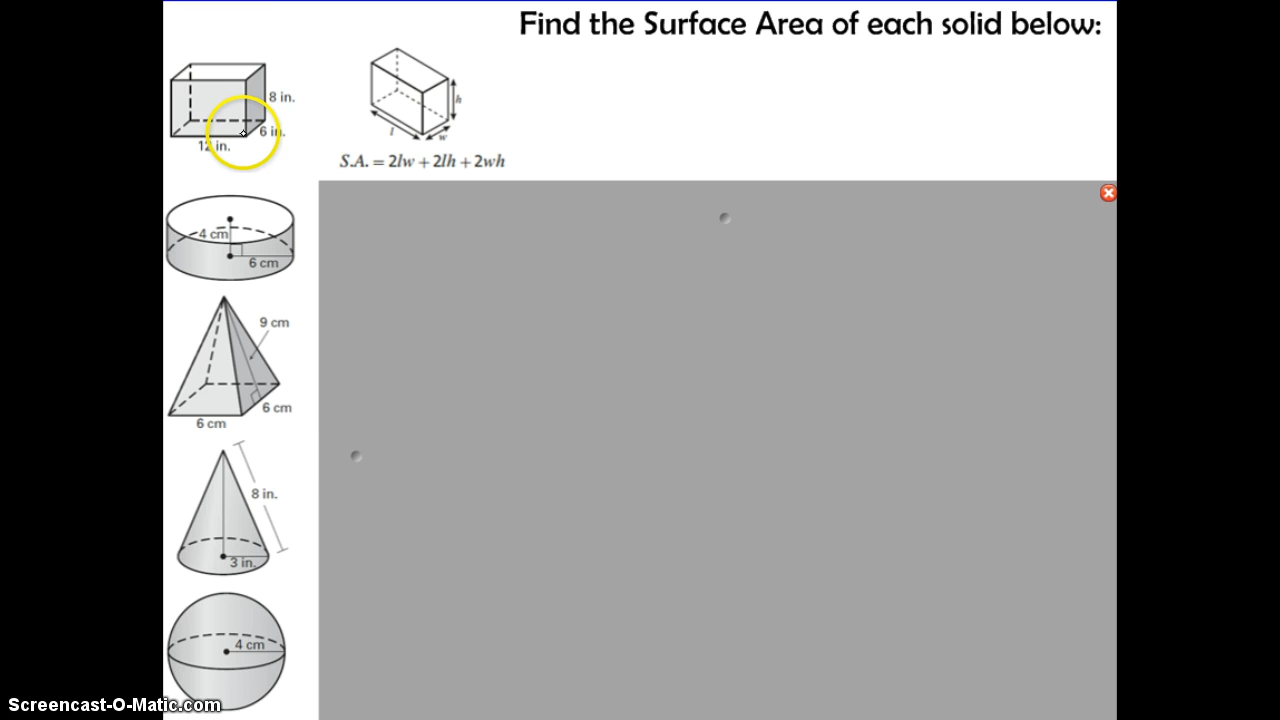 Find the Surface Area of each solid below:
8 in.
6 in.
12 in.
h
l
w
S.A. = 2lw + 2lh + 2wh
4 cm
6 cm
9 cm
6 cm
6 cm
8 in.
3 in.
4 cm
Screencast-O-Matic.com